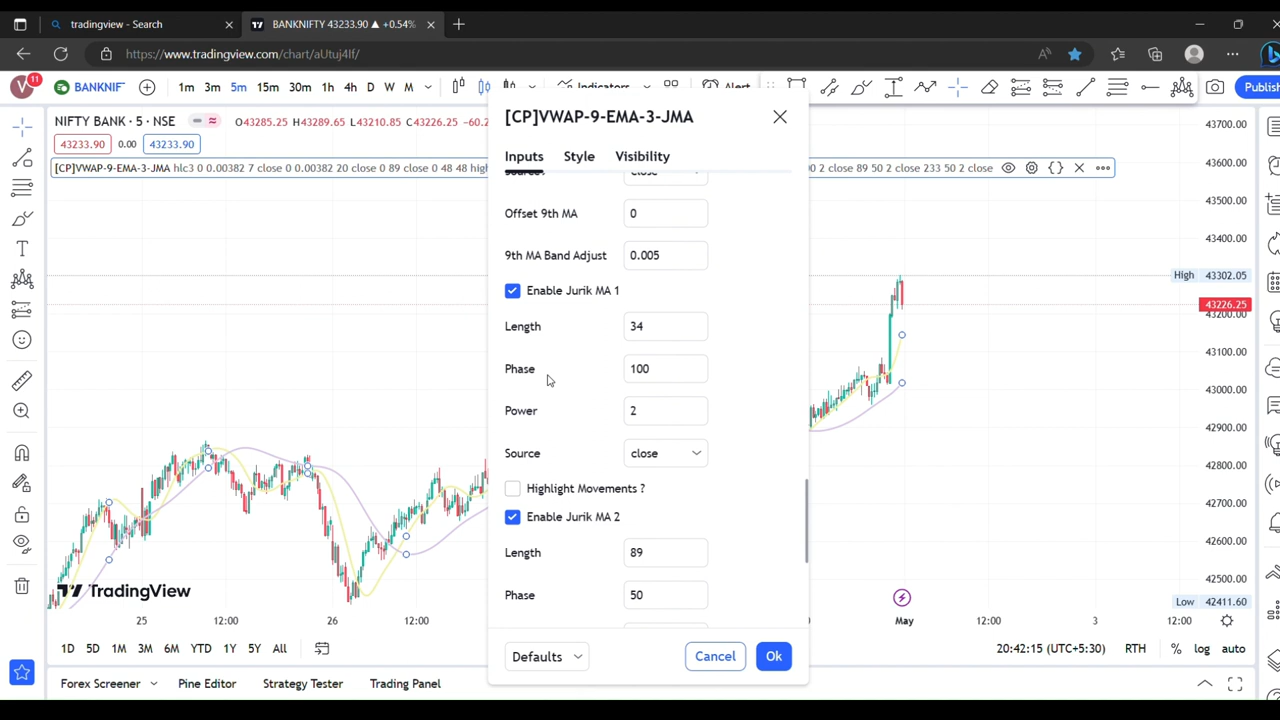 tradingview - Search
BANKNIFTY 43233.90 ▲ +0.54%
https://www.tradingview.com/chart/aUtuj4If/
V 11 BANKNIF 1m 3m 5m 15m 30m 1h 4h D W M Indicators Alert Publish
NIFTY BANK · 5 · NSE O43285.25 H43289.65 L43210.85 C43226.25 -60.2
43233.90 0.00 43233.90
[CP]VWAP-9-EMA-3-JMA hlc3 0 0.00382 7 close 0 0.00382 20 close 0 89 close 0 48 48 high
00 2 close 89 50 2 close 233 50 2 close
[CP]VWAP-9-EMA-3-JMA
Inputs Style Visibility
close
Offset 9th MA 0
9th MA Band Adjust 0.005
Enable Jurik MA 1
Length 34
Phase 100
Power 2
Source close
Highlight Movements ?
Enable Jurik MA 2
Length 89
Phase 50
Defaults Cancel Ok
43700.00
43600.00
43500.00
43400.00
High 43302.05
43226.25
43200.00
43100.00
43000.00
42900.00
42800.00
42700.00
42600.00
42500.00
Low 42411.60
TradingView
25 12:00 26 12:00 May 12:00 3 12:00
1D 5D 1M 3M 6M YTD 1Y 5Y All
20:42:15 (UTC+5:30) RTH % log auto
Forex Screener Pine Editor Strategy Tester Trading Panel